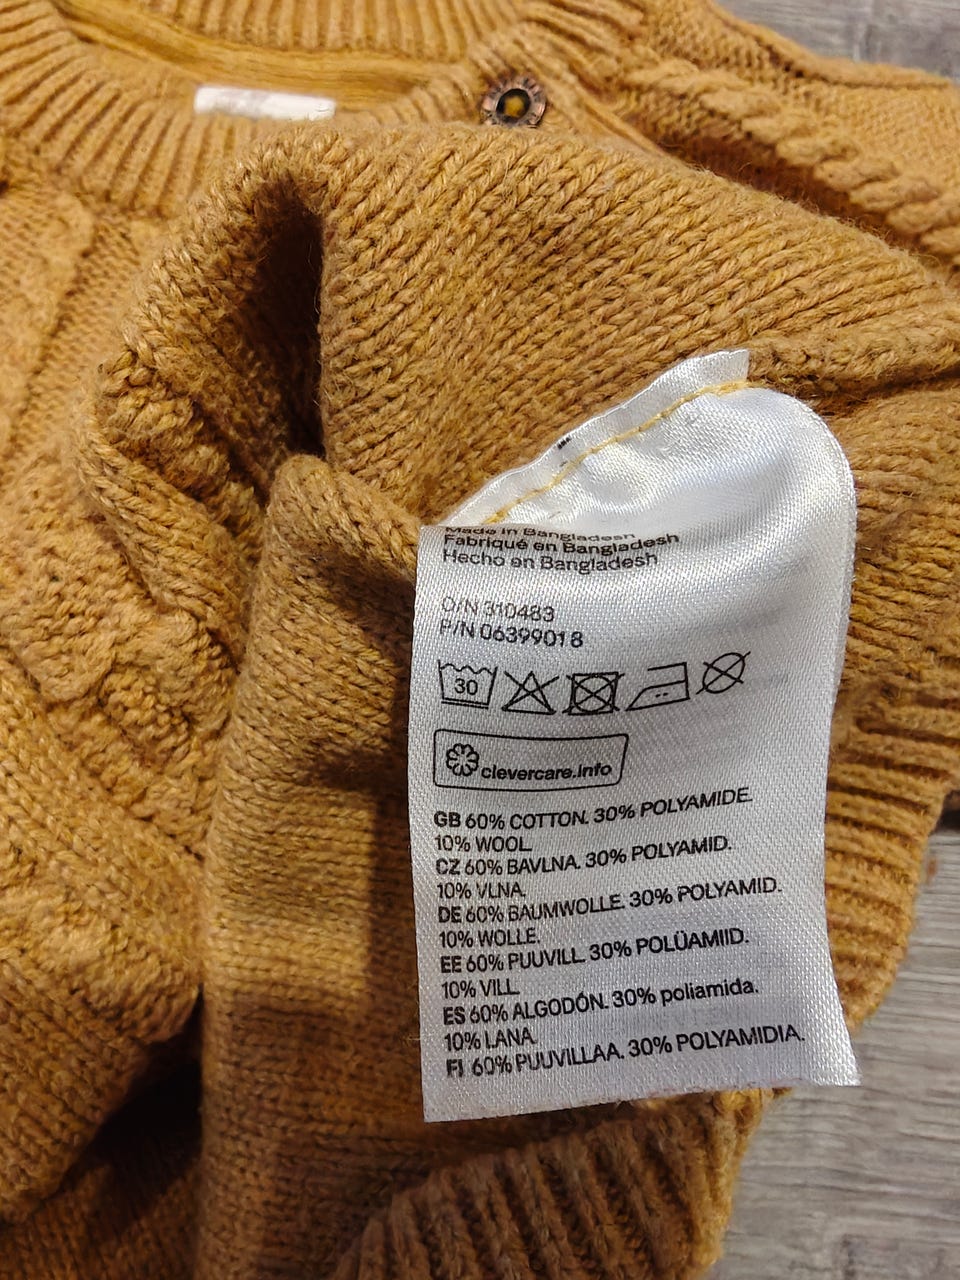 Made in Bangladesh
Fabriqué en Bangladesh
Hecho en Bangladesh
O/N 310483
P/N 06399018
30
clevercare.info
GB 60% COTTON. 30% POLYAMIDE.
10% WOOL
CZ 60% BAVLNA. 30% POLYAMID.
10% VLNA.
DE 60% BAUMWOLLE. 30% POLYAMID.
10% WOLLE.
EE 60% PUUVILL. 30% POLÜAMIID.
10% VILL
ES 60% ALGODÓN. 30% poliamida.
10% LANA
FI 60% PUUVILLAA. 30% POLYAMIDIA.